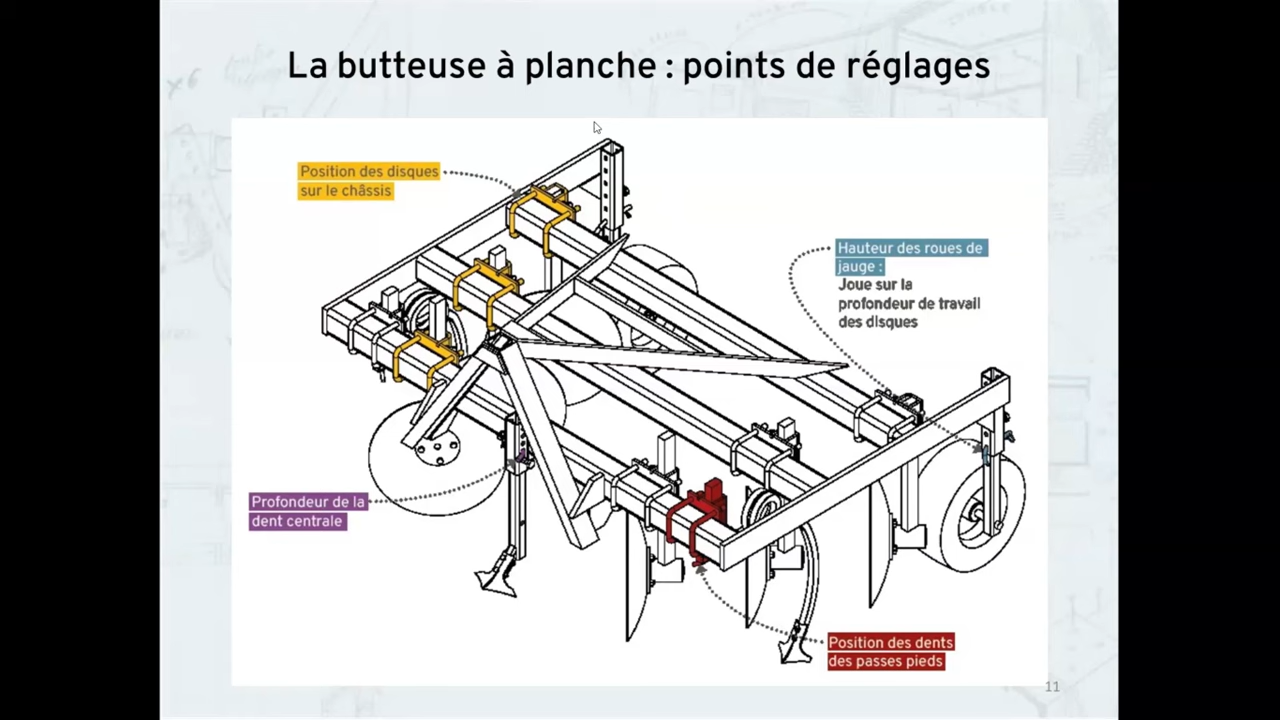 La butteuse à planche : points de réglages
Position des disques
sur le châssis
Hauteur des roues de
jauge :
Joue sur la
profondeur de travail
des disques
Profondeur de la
dent centrale
Position des dents
des passes pieds
11